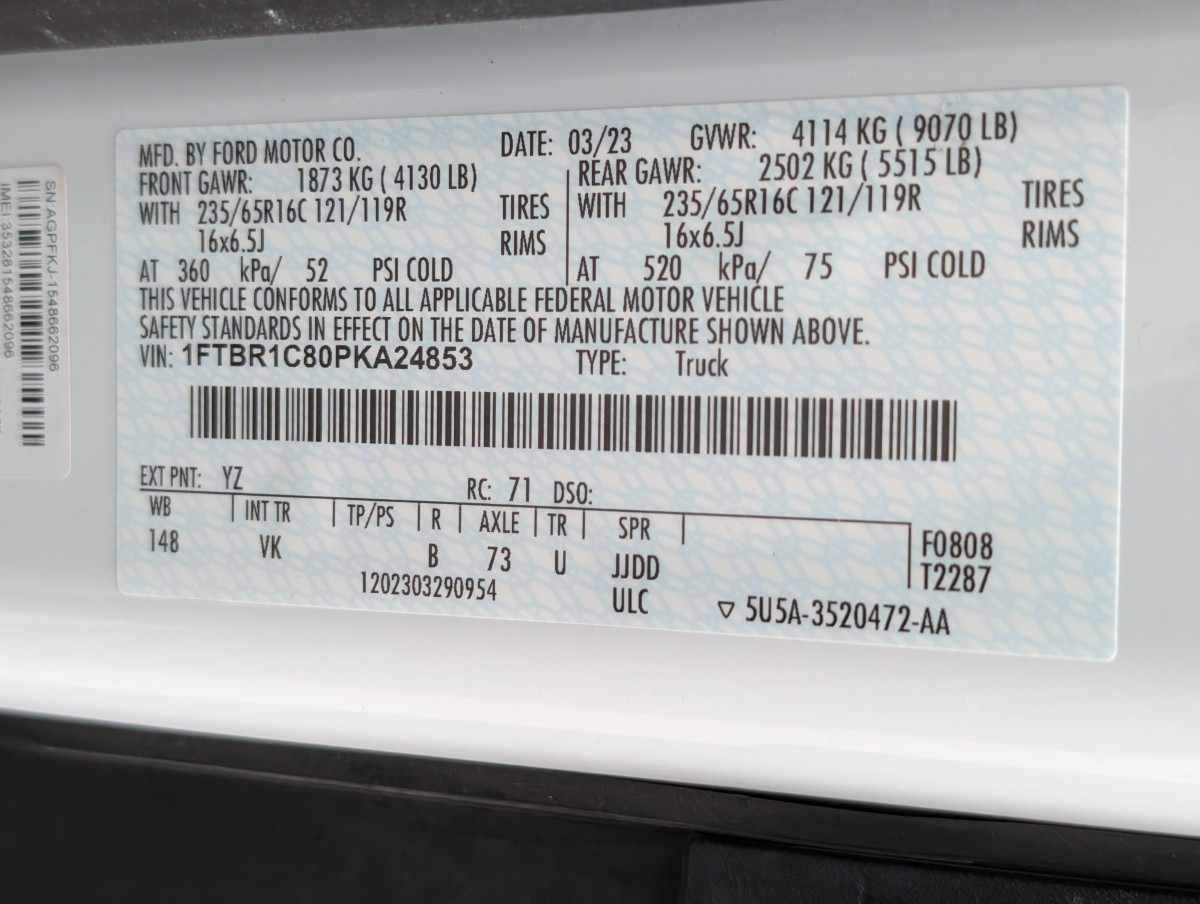 MFD. BY FORD MOTOR CO. DATE: 03/23 GVWR: 4114 KG ( 9070 LB)
FRONT GAWR: 1873 KG ( 4130 LB) REAR GAWR: 2502 KG ( 5515 LB)
WITH 235/65R16C 121/119R TIRES WITH 235/65R16C 121/119R TIRES
16x6.5J RIMS 16x6.5J RIMS
AT 360 kPa/ 52 PSI COLD AT 520 kPa/ 75 PSI COLD
THIS VEHICLE CONFORMS TO ALL APPLICABLE FEDERAL MOTOR VEHICLE
SAFETY STANDARDS IN EFFECT ON THE DATE OF MANUFACTURE SHOWN ABOVE.
VIN: 1FTBR1C80PKA24853 TYPE: Truck
EXT PNT: YZ RC: 71 DSO:
WB INT TR TP/PS R AXLE TR SPR F0808
148 VK B 73 U JJDD T2287
1202303290954 ULC ▽ 5U5A-3520472-AA
SN:AGPFKJ-1548662096
IMEI:353281548662096